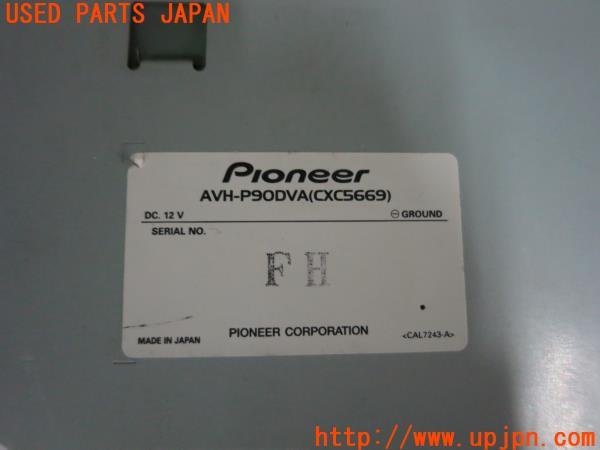 USED PARTS JAPAN
Pioneer
AVH-P90DVA(CXC5669)
DC. 12 V ⊖ GROUND
SERIAL NO.
FH
MADE IN JAPAN PIONEER CORPORATION <CAL7243-A>
UPJ
http://www.upjpn.com/